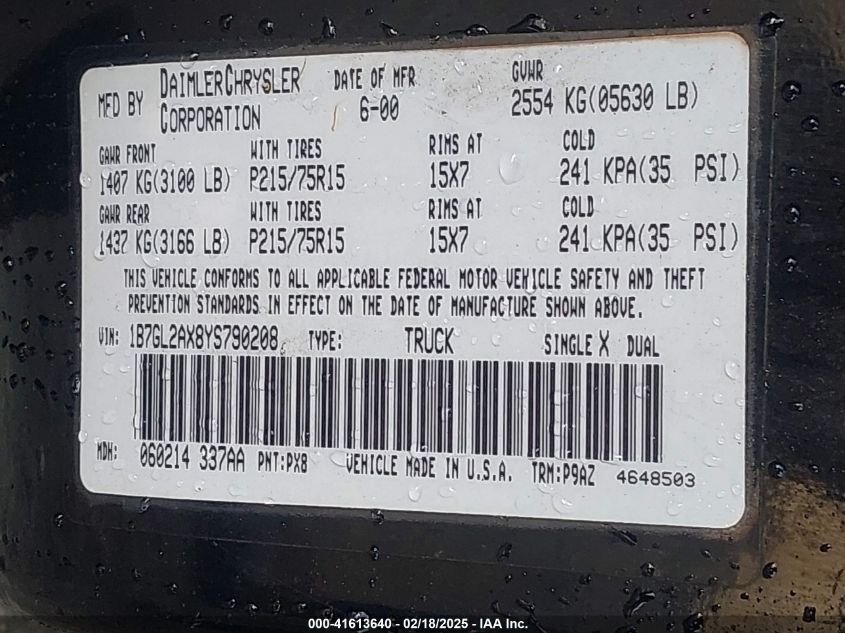 MFD BY DAIMLERCHRYSLER CORPORATION DATE OF MFR 6-00 GVWR 2554 KG(05630 LB)
GAWR FRONT WITH TIRES RIMS AT COLD
1407 KG(3100 LB) P215/75R15 15X7 241 KPA(35 PSI)
GAWR REAR WITH TIRES RIMS AT COLD
1437 KG(3166 LB) P215/75R15 15X7 241 KPA(35 PSI)
THIS VEHICLE CONFORMS TO ALL APPLICABLE FEDERAL MOTOR VEHICLE SAFETY AND THEFT
PREVENTION STANDARDS IN EFFECT ON THE DATE OF MANUFACTURE SHOWN ABOVE.
VIN: 1B7GL2AX8YS790208 TYPE: TRUCK SINGLE X DUAL
MDH: 060214 337AA PNT:PX8 VEHICLE MADE IN U.S.A. TRM:P9AZ 4648503
000-41613640 - 02/18/2025 - IAA Inc.